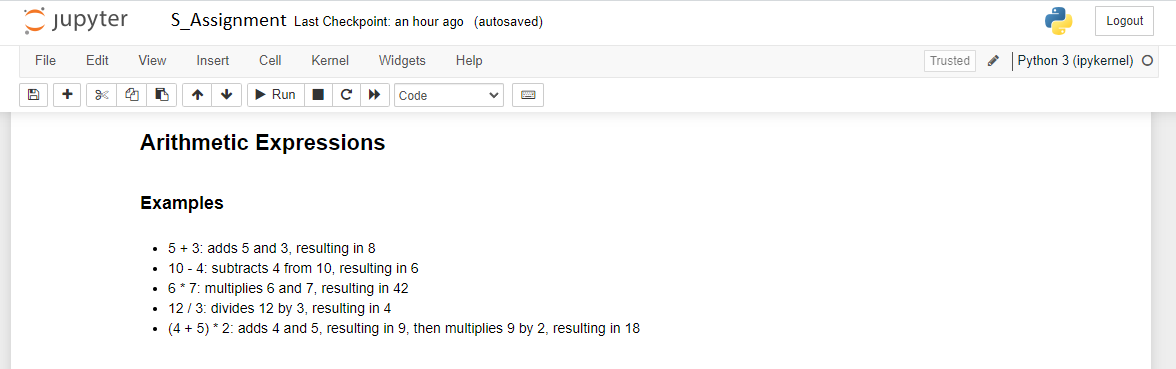 jupyter S_Assignment Last Checkpoint: an hour ago (autosaved) Logout
File Edit View Insert Cell Kernel Widgets Help Trusted Python 3 (ipykernel)
Run Code
Arithmetic Expressions
Examples
5 + 3: adds 5 and 3, resulting in 8
10 - 4: subtracts 4 from 10, resulting in 6
6 * 7: multiplies 6 and 7, resulting in 42
12 / 3: divides 12 by 3, resulting in 4
(4 + 5) * 2: adds 4 and 5, resulting in 9, then multiplies 9 by 2, resulting in 18